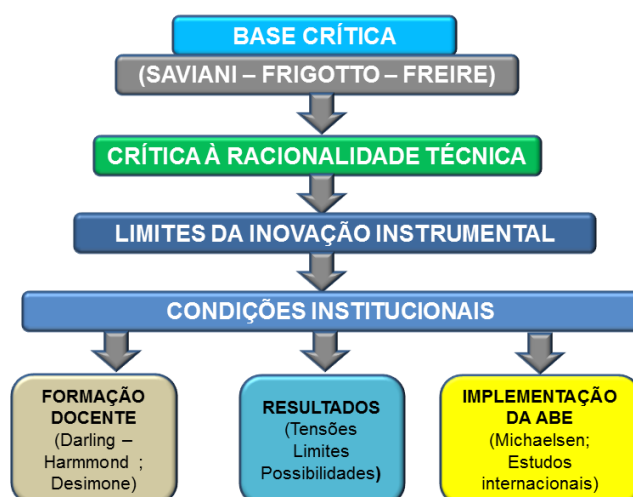 BASE CRÍTICA
(SAVIANI – FRIGOTTO – FREIRE)
CRÍTICA À RACIONALIDADE TÉCNICA
LIMITES DA INOVAÇÃO INSTRUMENTAL
CONDIÇÕES INSTITUCIONAIS
FORMAÇÃO
DOCENTE
(Darling –
Harmmond ;
Desimone)
RESULTADOS
(Tensões
Limites
Possibilidades)
IMPLEMENTAÇÃO
DA ABE
(Michaelsen;
Estudos
internacionais)